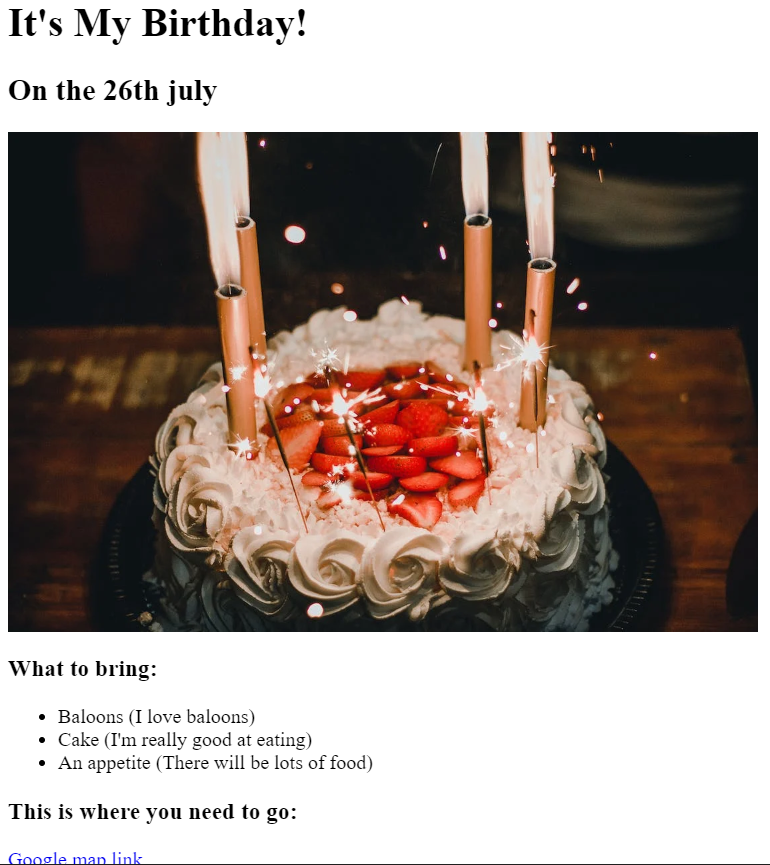 It's My Birthday!
On the 26th july
What to bring:
Baloons (I love baloons)
Cake (I'm really good at eating)
An appetite (There will be lots of food)
This is where you need to go:
Google map link